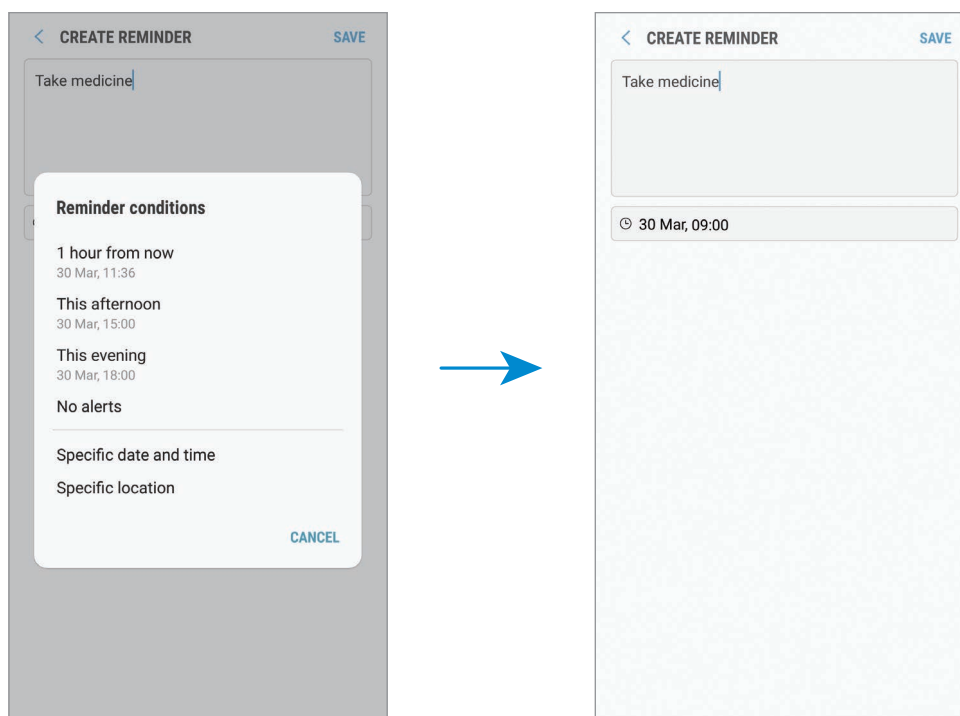 CREATE REMINDER SAVE
Take medicine
Reminder conditions
1 hour from now
30 Mar, 11:36
This afternoon
30 Mar, 15:00
This evening
30 Mar, 18:00
No alerts
Specific date and time
Specific location
CANCEL
CREATE REMINDER SAVE
Take medicine
30 Mar, 09:00